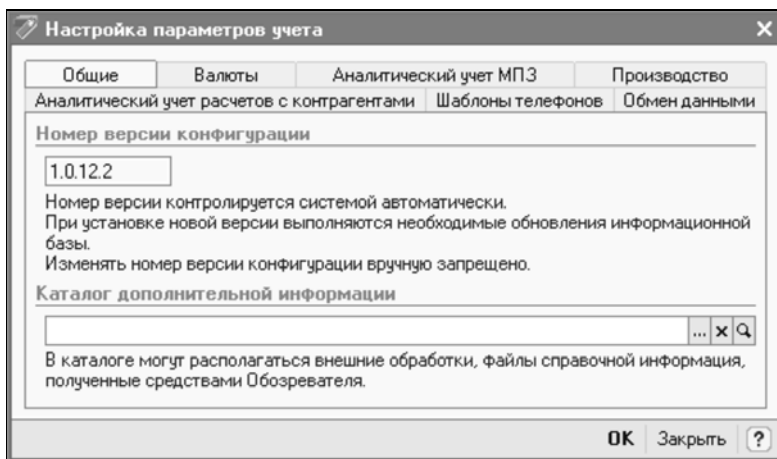 Настройка параметров учета
Общие Валюты Аналитический учет МПЗ Производство
Аналитический учет расчетов с контрагентами Шаблоны телефонов Обмен данными
Номер версии конфигурации
1.0.12.2
Номер версии контролируется системой автоматически.
При установке новой версии выполняются необходимые обновления информационной
базы.
Изменять номер версии конфигурации вручную запрещено.
Каталог дополнительной информации
...
В каталоге могут располагаться внешние обработки, файлы справочной информация,
полученные средствами Обозревателя.
OK Закрыть ?